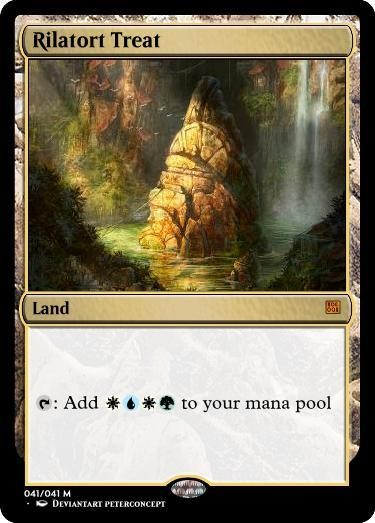 Rilatort Treat
Land
: Add to your mana pool
041/041 M
· Deviantart peterconcept